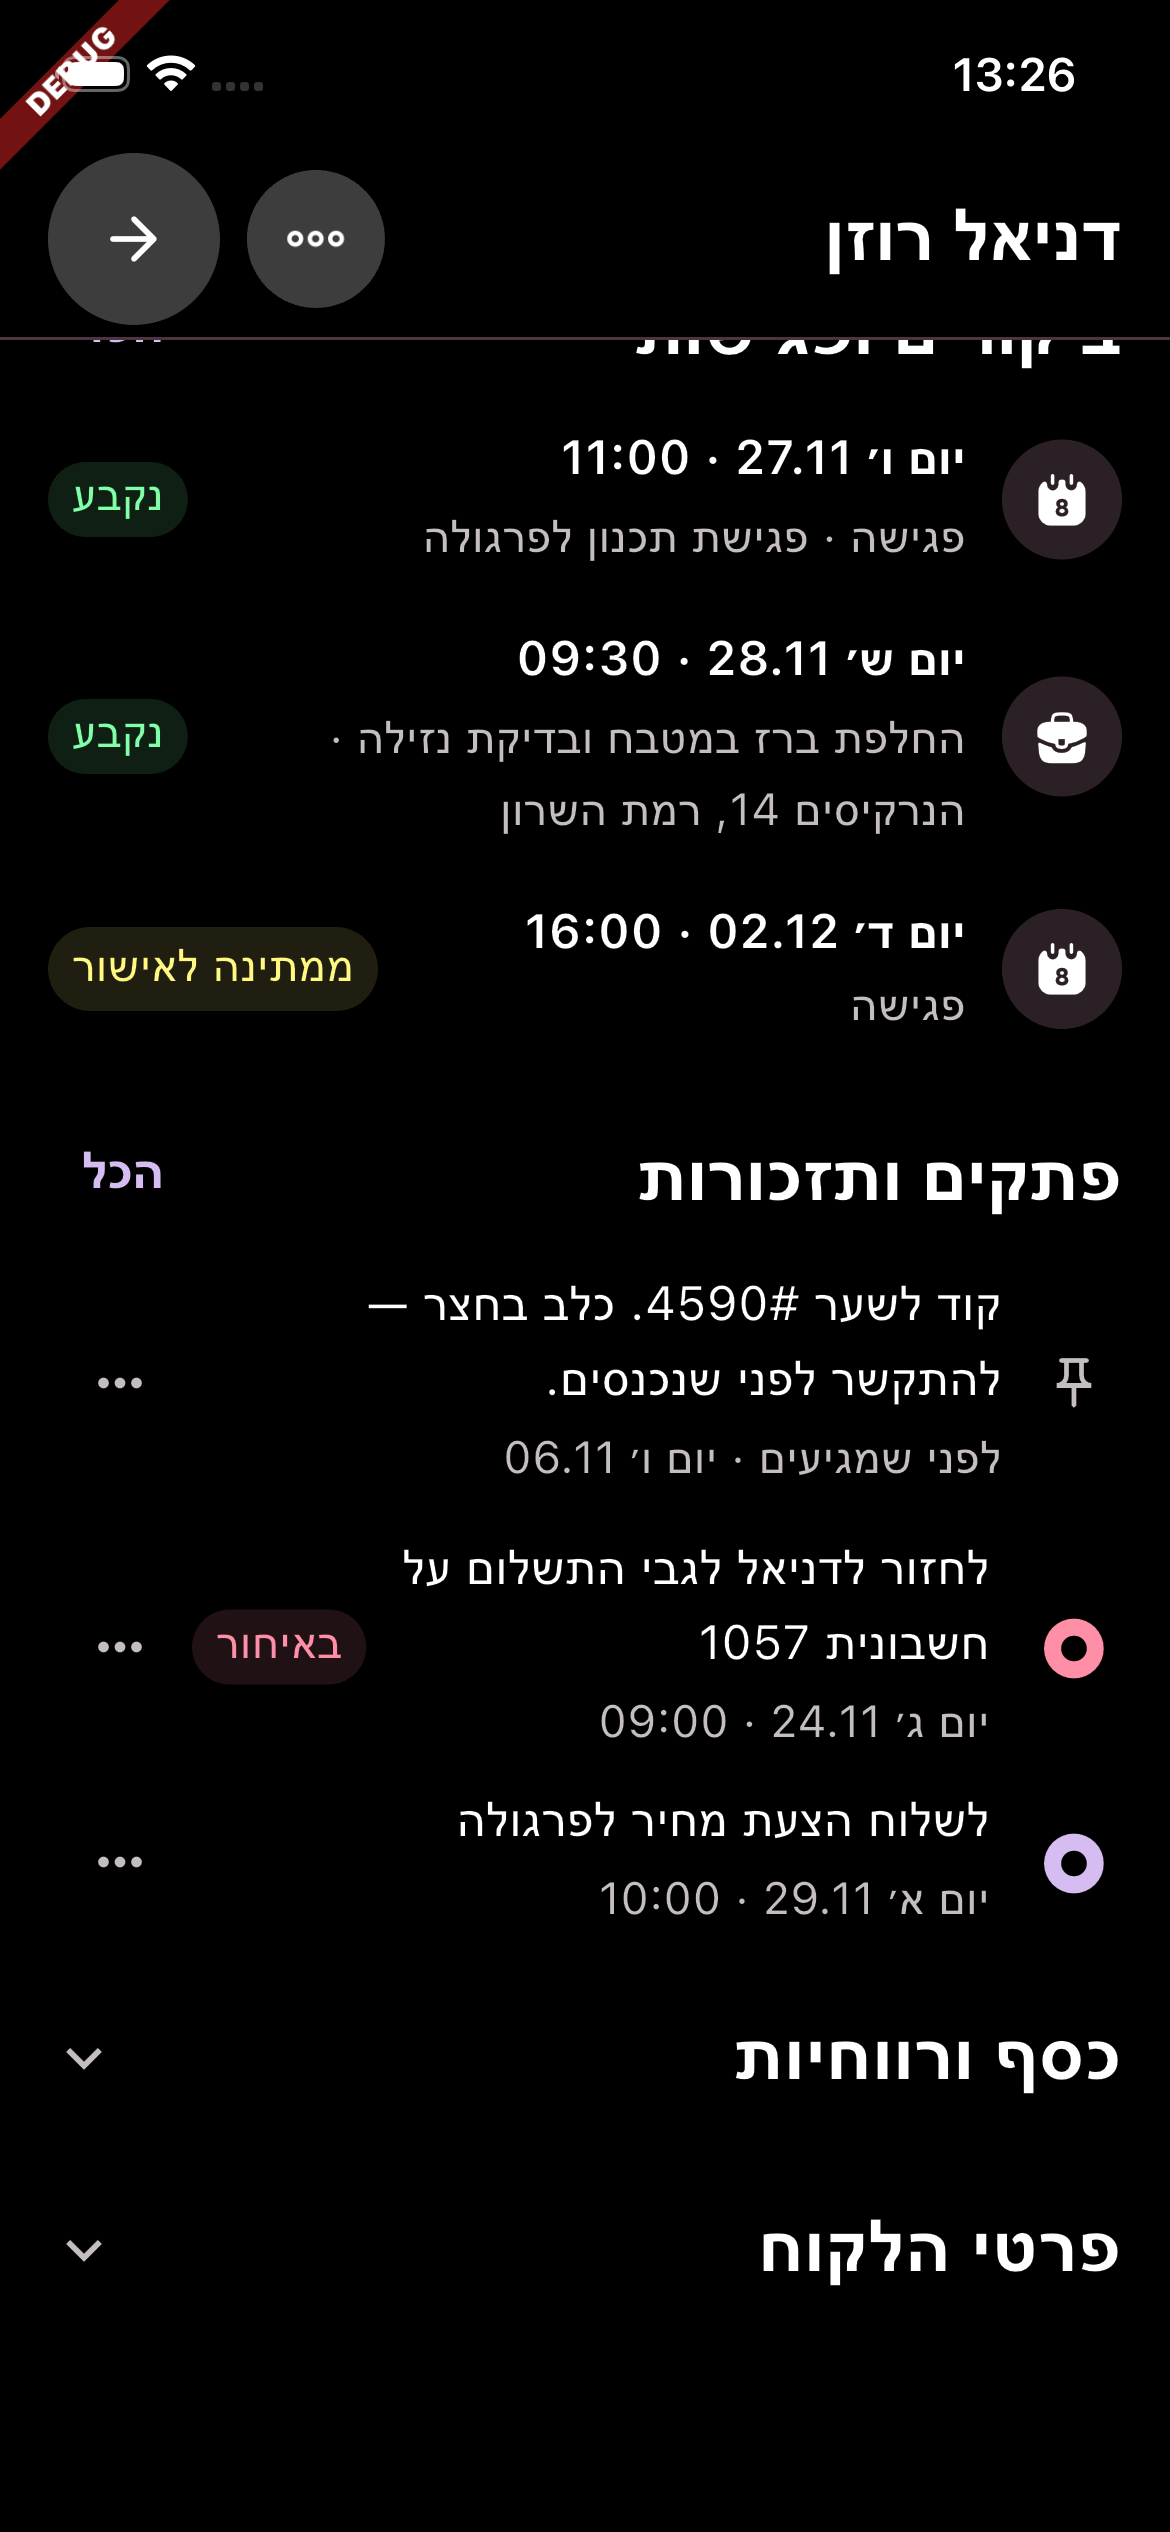 13:26
DEBUG
דניאל רוזן
ביקורים ופגישות
הכל
יום ו׳ 27.11 · 11:00
פגישה · פגישת תכנון לפרגולה
נקבע
יום ש׳ 28.11 · 09:30
החלפת ברז במטבח ובדיקת נזילה ·
הנרקיסים 14, רמת השרון
נקבע
יום ד׳ 02.12 · 16:00
פגישה
ממתינה לאישור
פתקים ותזכורות
הכל
קוד לשער 4590#. כלב בחצר —
להתקשר לפני שנכנסים.
לפני שמגיעים · יום ו׳ 06.11
לחזור לדניאל לגבי התשלום על
חשבונית 1057
יום ג׳ 24.11 · 09:00
באיחור
לשלוח הצעת מחיר לפרגולה
יום א׳ 29.11 · 10:00
כסף ורווחיות
פרטי הלקוח